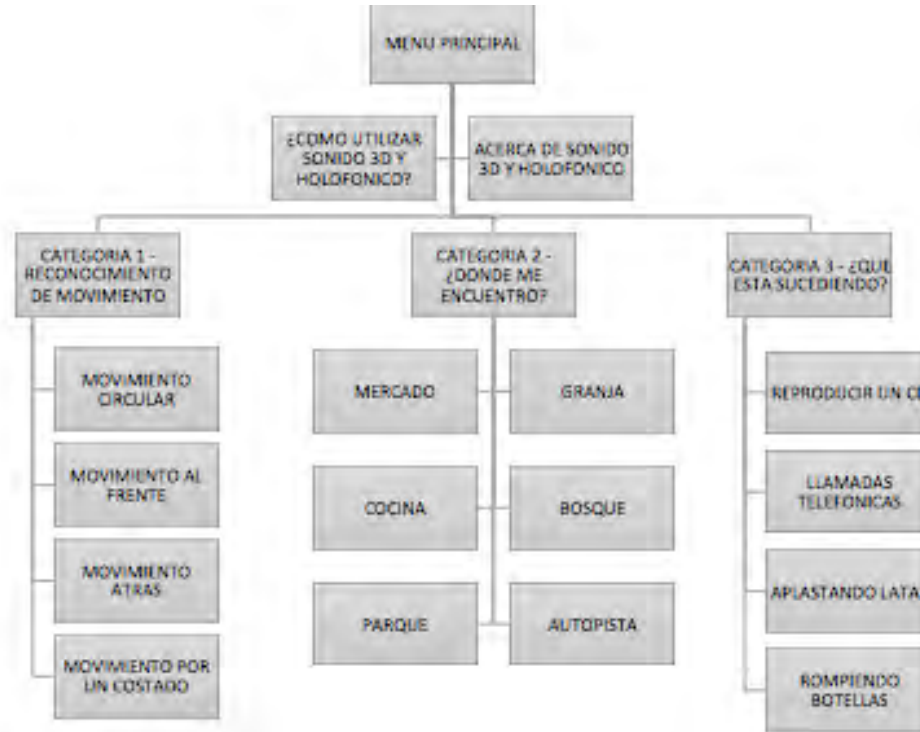 MENU PRINCIPAL
¿COMO UTILIZAR
SONIDO 3D Y
HOLOFONICO?
ACERCA DE SONIDO
3D Y HOLOFONICO
CATEGORIA 1 -
RECONOCIMIENTO
DE MOVIMIENTO
MOVIMIENTO
CIRCULAR
MOVIMIENTO AL
FRENTE
MOVIMIENTO
ATRAS
MOVIMIENTO POR
UN COSTADO
CATEGORIA 2 -
¿DONDE ME
ENCUENTRO?
MERCADO
GRANJA
COCINA
BOSQUE
PARQUE
AUTOPISTA
CATEGORIA 3 - ¿QUE
ESTA SUCEDIENDO?
REPRODUCIR UN
LLAMADAS
TELEFONICAS
APLASTANDO LATA
ROMPIENDO
BOTELLAS